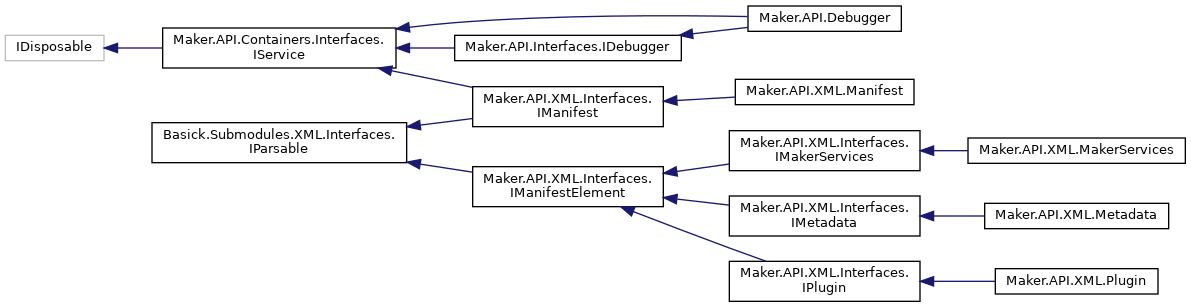 IDisposable
Maker.API.Containers.Interfaces.
IService
Maker.API.Debugger
Maker.API.Interfaces.IDebugger
Maker.API.XML.Interfaces.
IManifest
Maker.API.XML.Manifest
Basick.Submodules.XML.Interfaces.
IParsable
Maker.API.XML.Interfaces.
IManifestElement
Maker.API.XML.Interfaces.
IMakerServices
Maker.API.XML.MakerServices
Maker.API.XML.Interfaces.
IMetadata
Maker.API.XML.Metadata
Maker.API.XML.Interfaces.
IPlugin
Maker.API.XML.Plugin